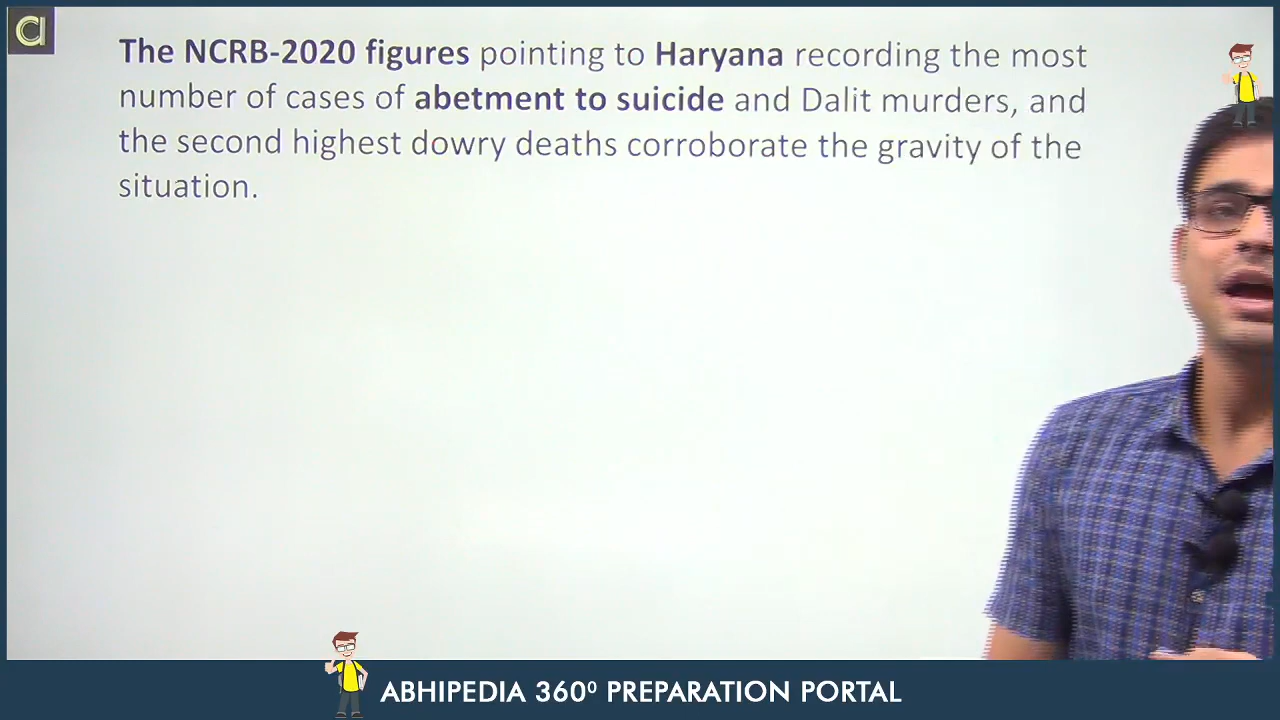 The NCRB-2020 figures pointing to Haryana recording the most
number of cases of abetment to suicide and Dalit murders, and
the second highest dowry deaths corroborate the gravity of the
situation.
ABHIPEDIA 360⁰ PREPARATION PORTAL